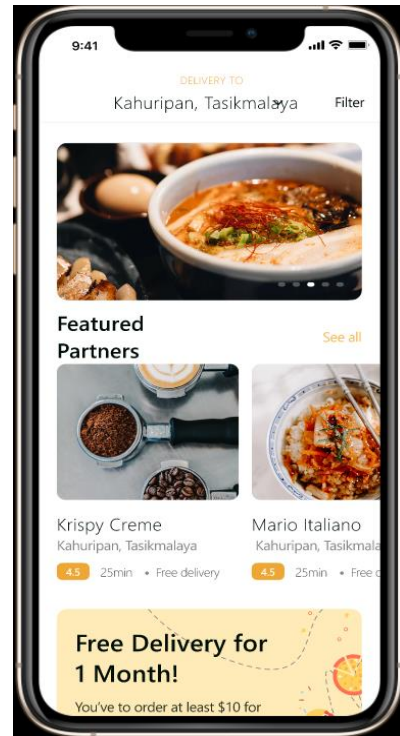 9:41
DELIVERY TO
Kahuripan, Tasikmalaya
Filter
Featured
Partners
See all
Krispy Creme
Kahuripan, Tasikmalaya
4.5 25min • Free delivery
Mario Italiano
Kahuripan, Tasikmala
4.5 25min • Free
Free Delivery for
1 Month!
You've to order at least $10 for